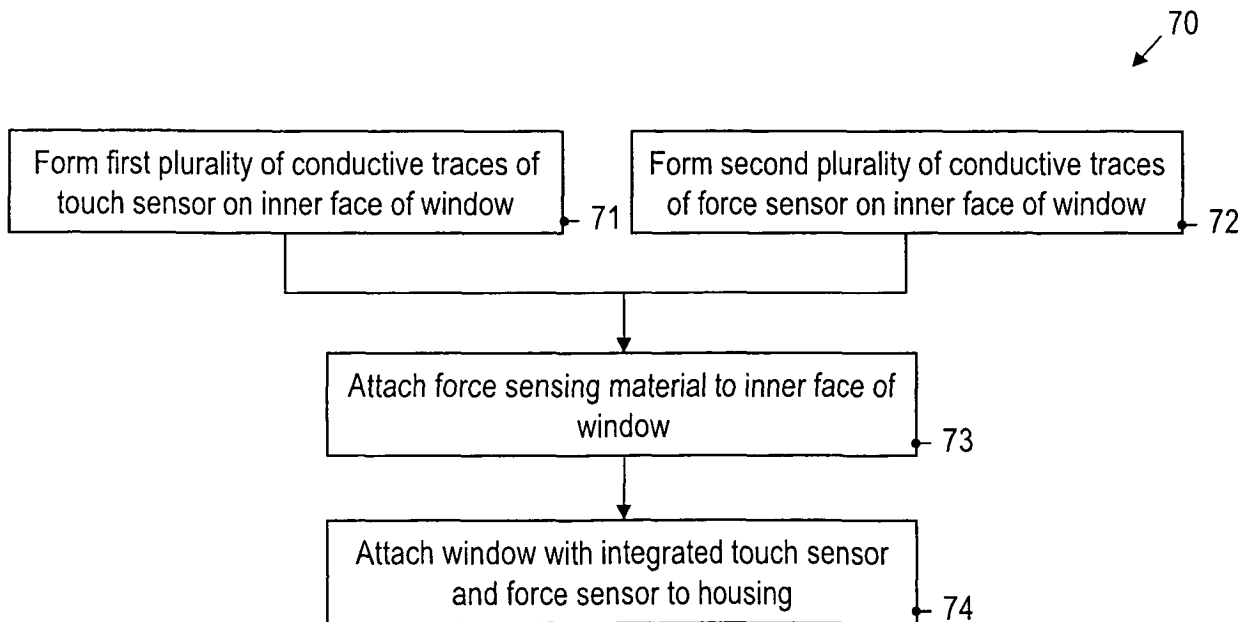 70
Form first plurality of conductive traces of
touch sensor on inner face of window
71
Form second plurality of conductive traces
of force sensor on inner face of window
72
Attach force sensing material to inner face of
window
73
Attach window with integrated touch sensor
and force sensor to housing
74